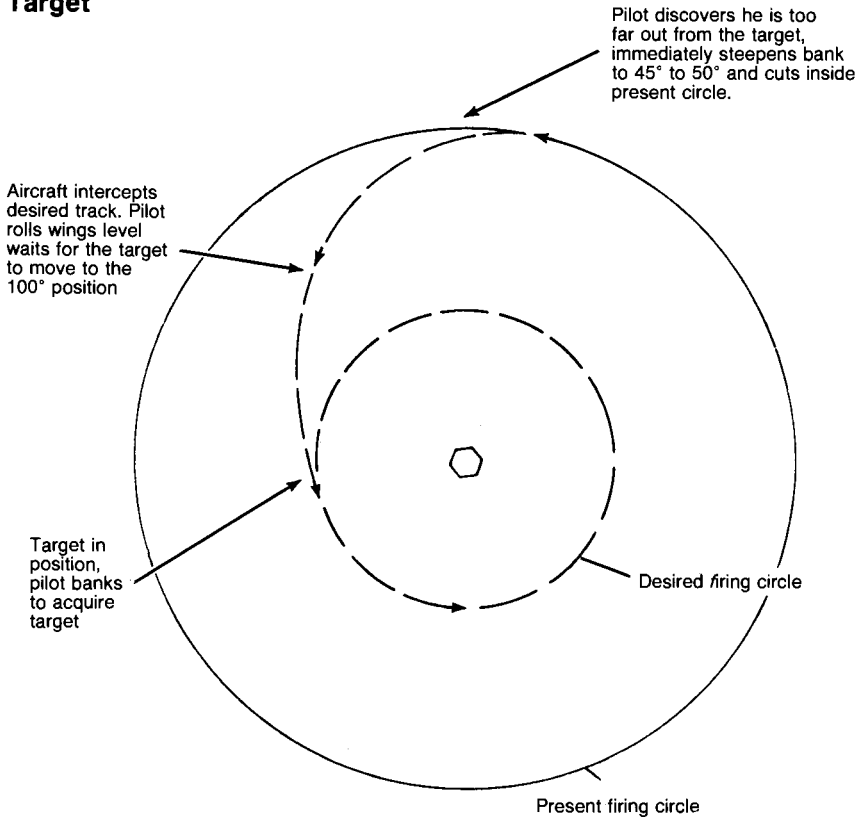 Target
Pilot discovers he is too
far out from the target,
immediately steepens bank
to 45° to 50° and cuts inside
present circle.
Aircraft intercepts
desired track. Pilot
rolls wings level
waits for the target
to move to the
100° position
Target in
position,
pilot banks
to acquire
target
Desired firing circle
Present firing circle